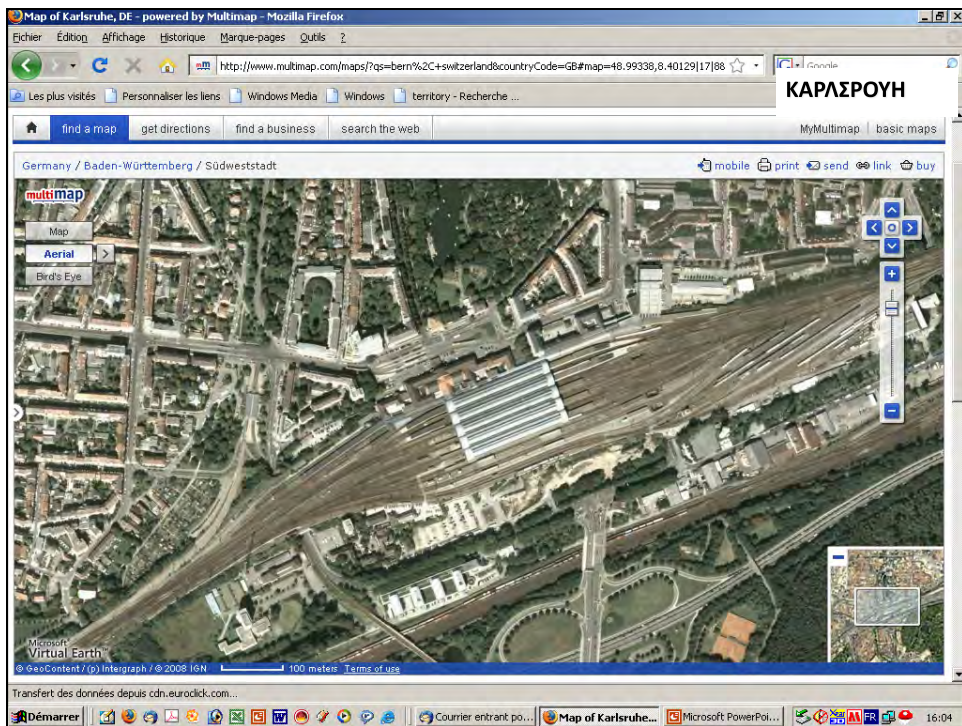 Map of Karlsruhe, DE - powered by Multimap - Mozilla Firefox
Fichier Édition Affichage Historique Marque-pages Outils ?
http://www.multimap.com/maps/?qs=bern%2C+switzerland&countryCode=GB#map=48.99338,8.40129|17|88
Google
Les plus visités Personnaliser les liens Windows Media Windows territory - Recherche ...
ΚΑΡΛΣΡΟΥΗ
find a map get directions find a business search the web MyMultimap basic maps
Germany / Baden-Württemberg / Südweststadt mobile print send link buy
multimap
Map
Aerial
Bird's Eye
Microsoft
Virtual Earth™
© GeoContent / (p) Intergraph / © 2008 IGN 100 meters Terms of use
Transfert des données depuis cdn.euroclick.com...
Démarrer Courrier entrant po... Map of Karlsruhe... Microsoft PowerPoi... FR 16:04